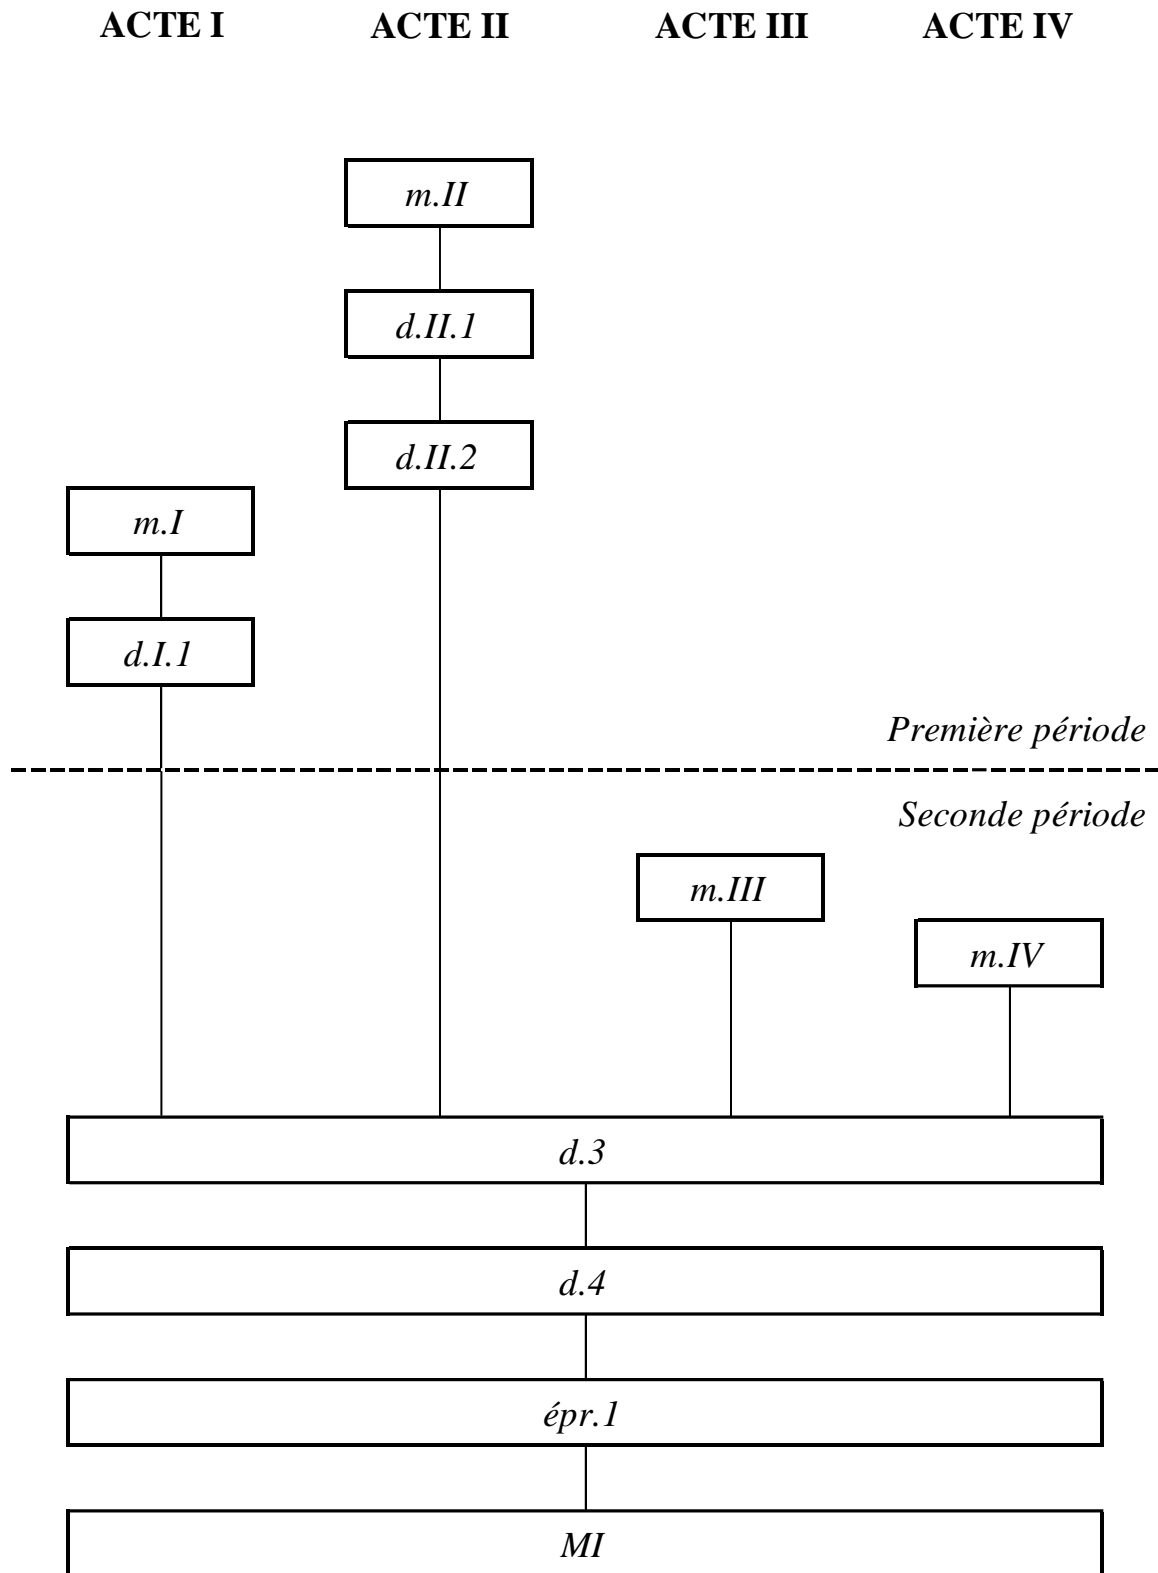 ACTE I ACTE II ACTE III ACTE IV
m.II
d.II.1
d.II.2
m.I
d.I.1
Première période
Seconde période
m.III
m.IV
d.3
d.4
épr.1
MI